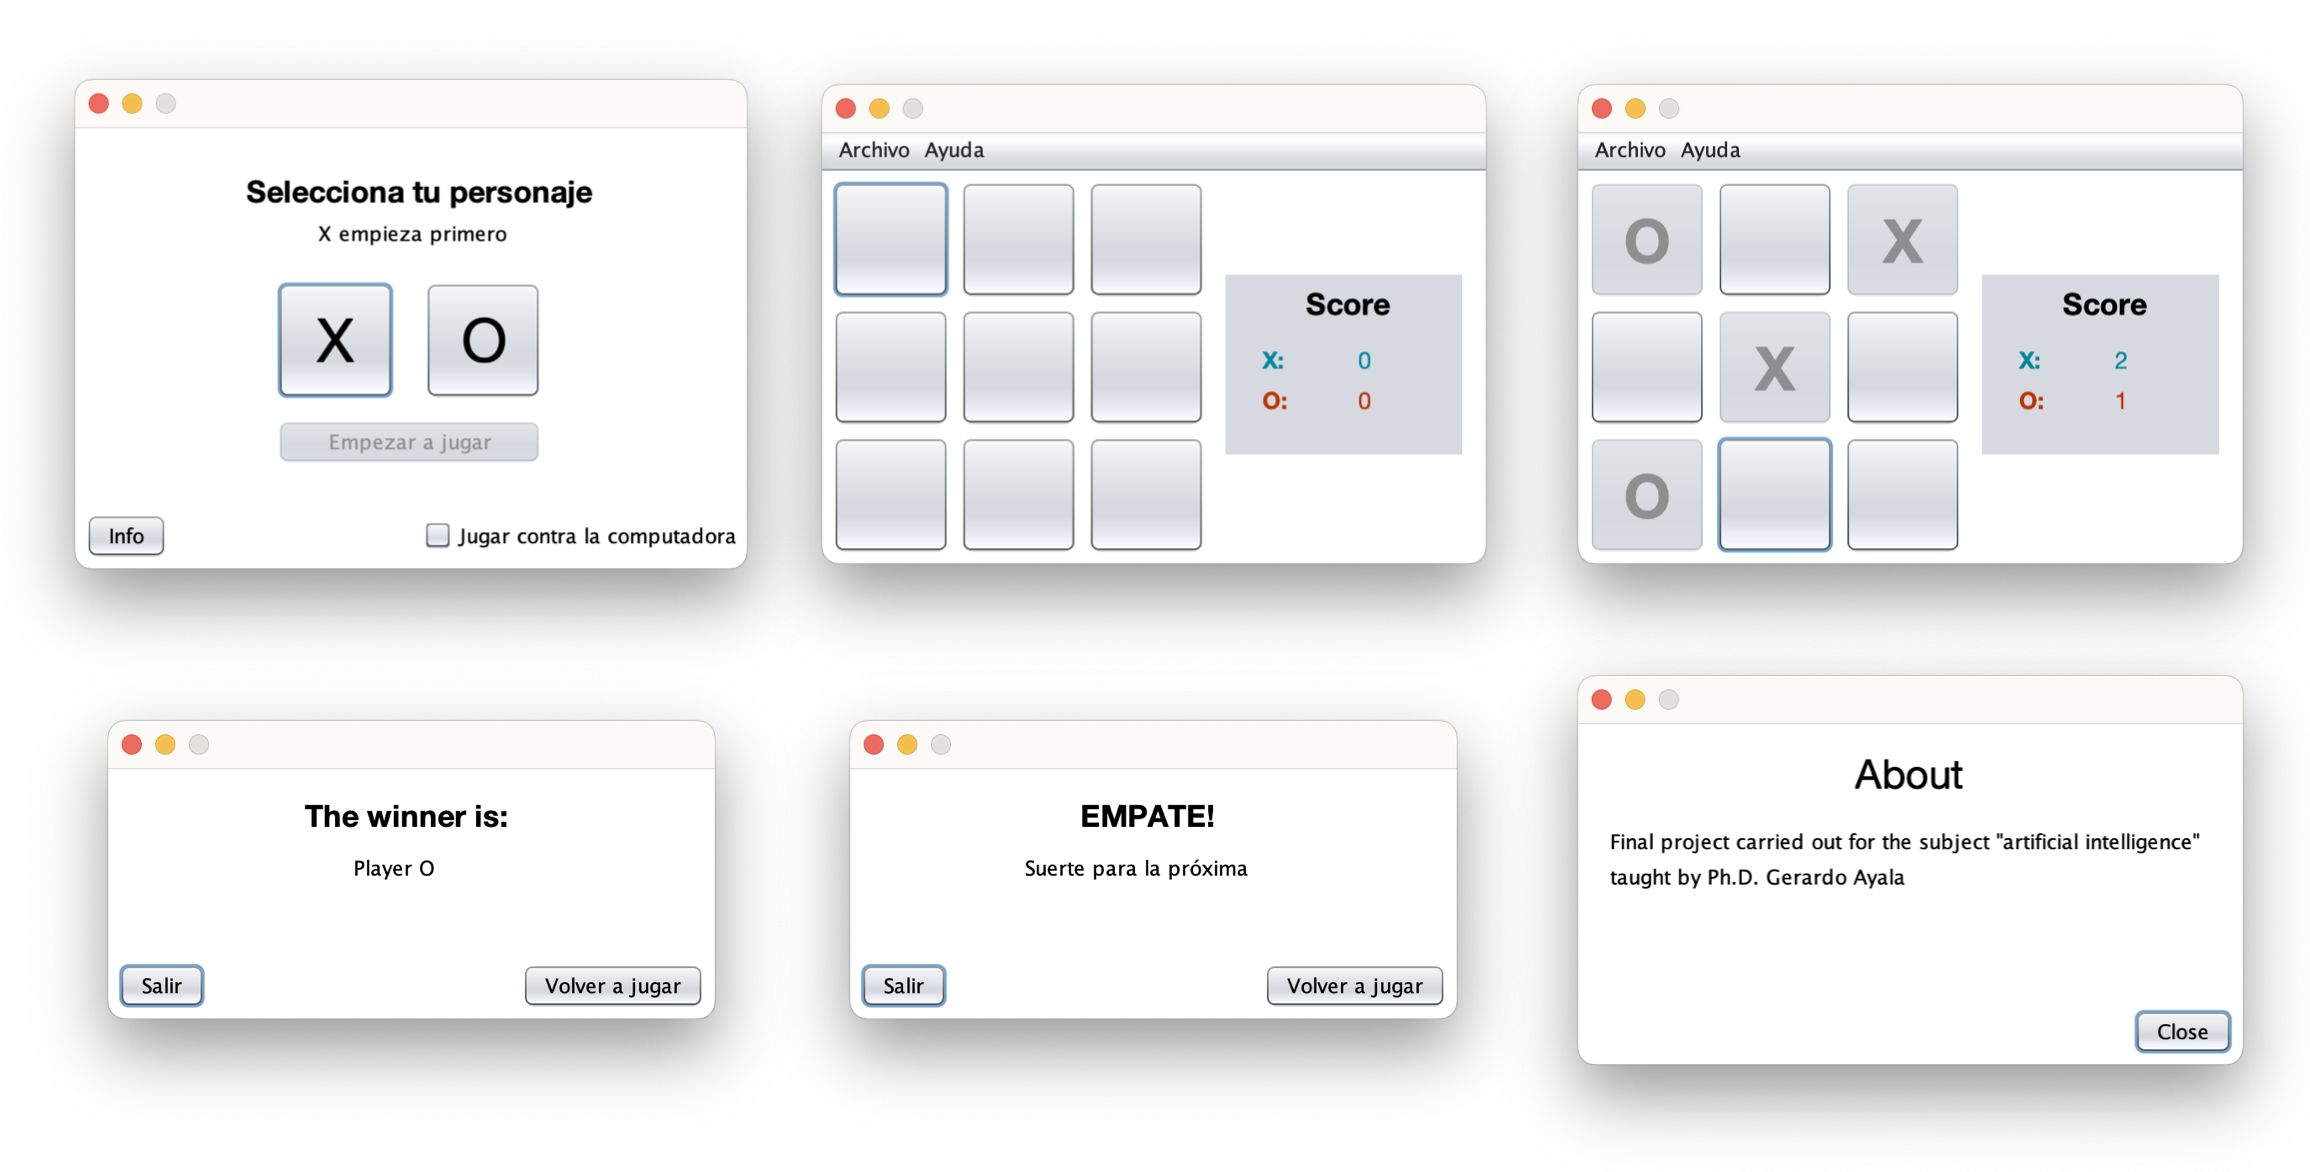 Selecciona tu personaje
X empieza primero
X O
Empezar a jugar
Info
Jugar contra la computadora
Archivo Ayuda
Score
X: 0
O: 0
Archivo Ayuda
O X
X
O
Score
X: 2
O: 1
The winner is:
Player O
Salir
Volver a jugar
EMPATE!
Suerte para la próxima
Salir
Volver a jugar
About
Final project carried out for the subject "artificial intelligence"
taught by Ph.D. Gerardo Ayala
Close